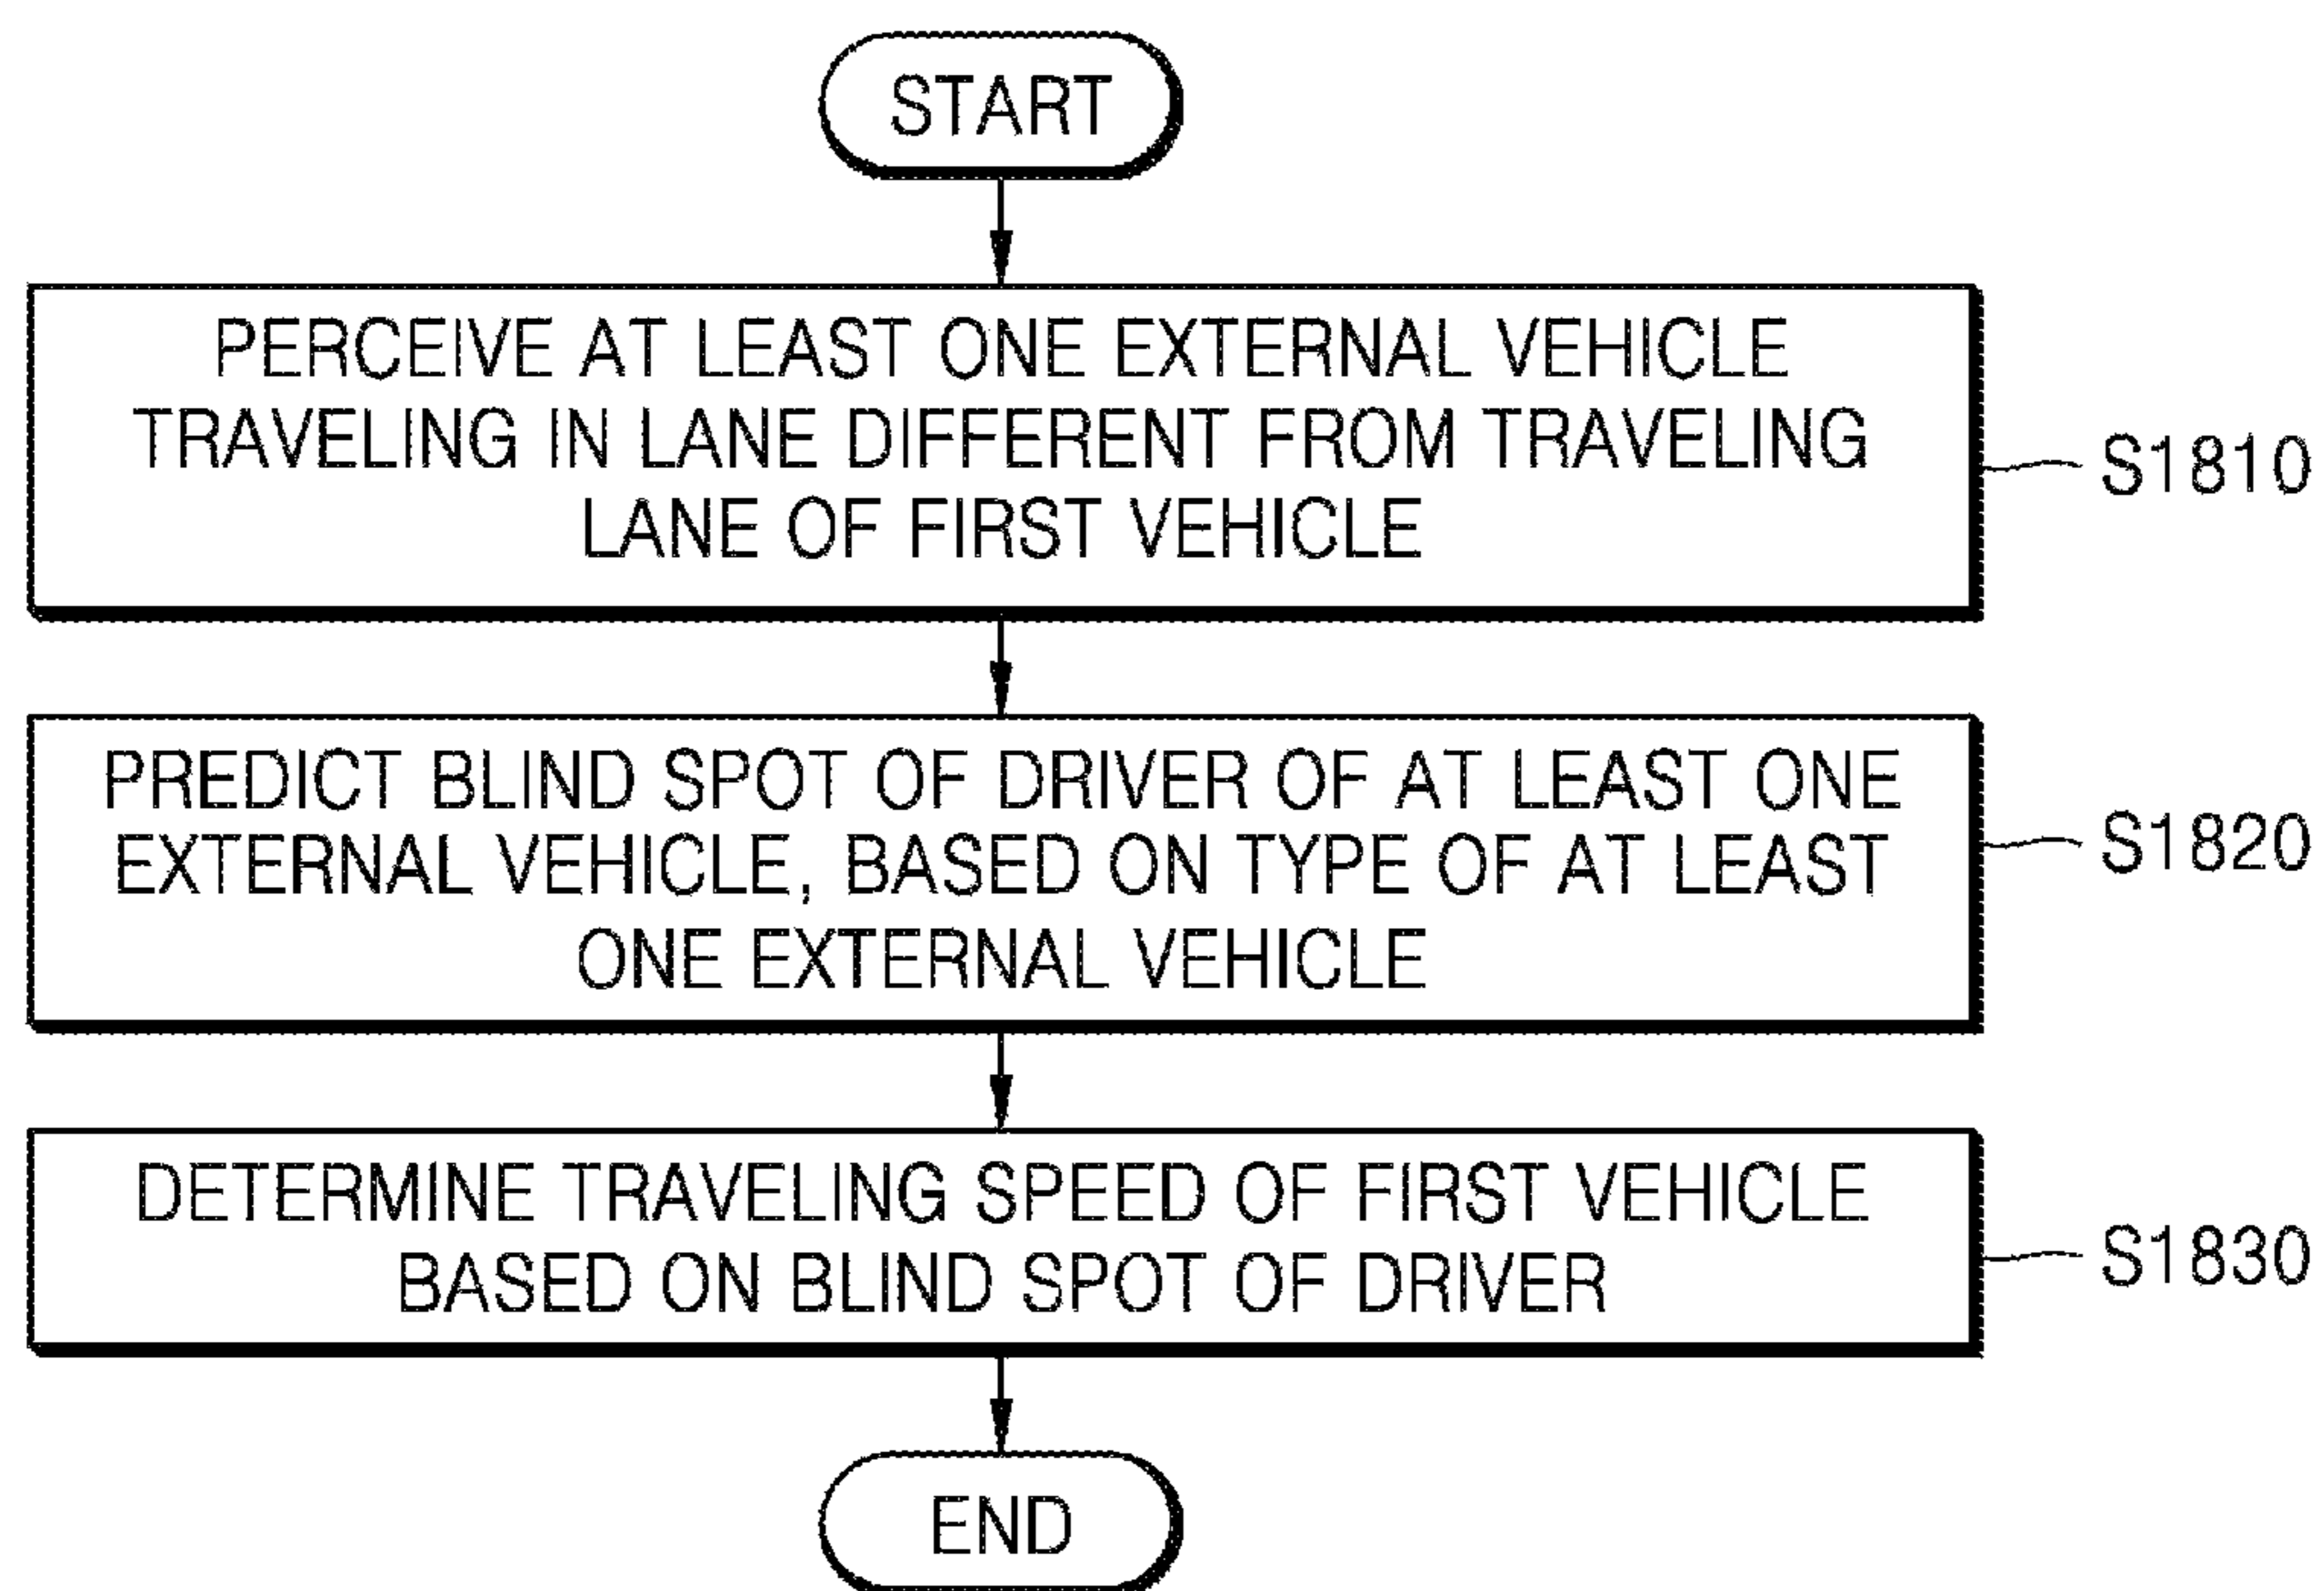 START
PERCEIVE AT LEAST ONE EXTERNAL VEHICLE
TRAVELING IN LANE DIFFERENT FROM TRAVELING
LANE OF FIRST VEHICLE
S1810
PREDICT BLIND SPOT OF DRIVER OF AT LEAST ONE
EXTERNAL VEHICLE, BASED ON TYPE OF AT LEAST
ONE EXTERNAL VEHICLE
S1820
DETERMINE TRAVELING SPEED OF FIRST VEHICLE
BASED ON BLIND SPOT OF DRIVER
S1830
END